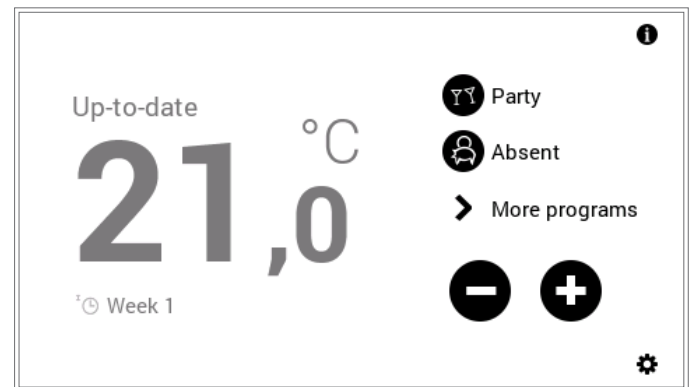 Up-to-date
21,0 °C
Week 1
Party
Absent
More programs